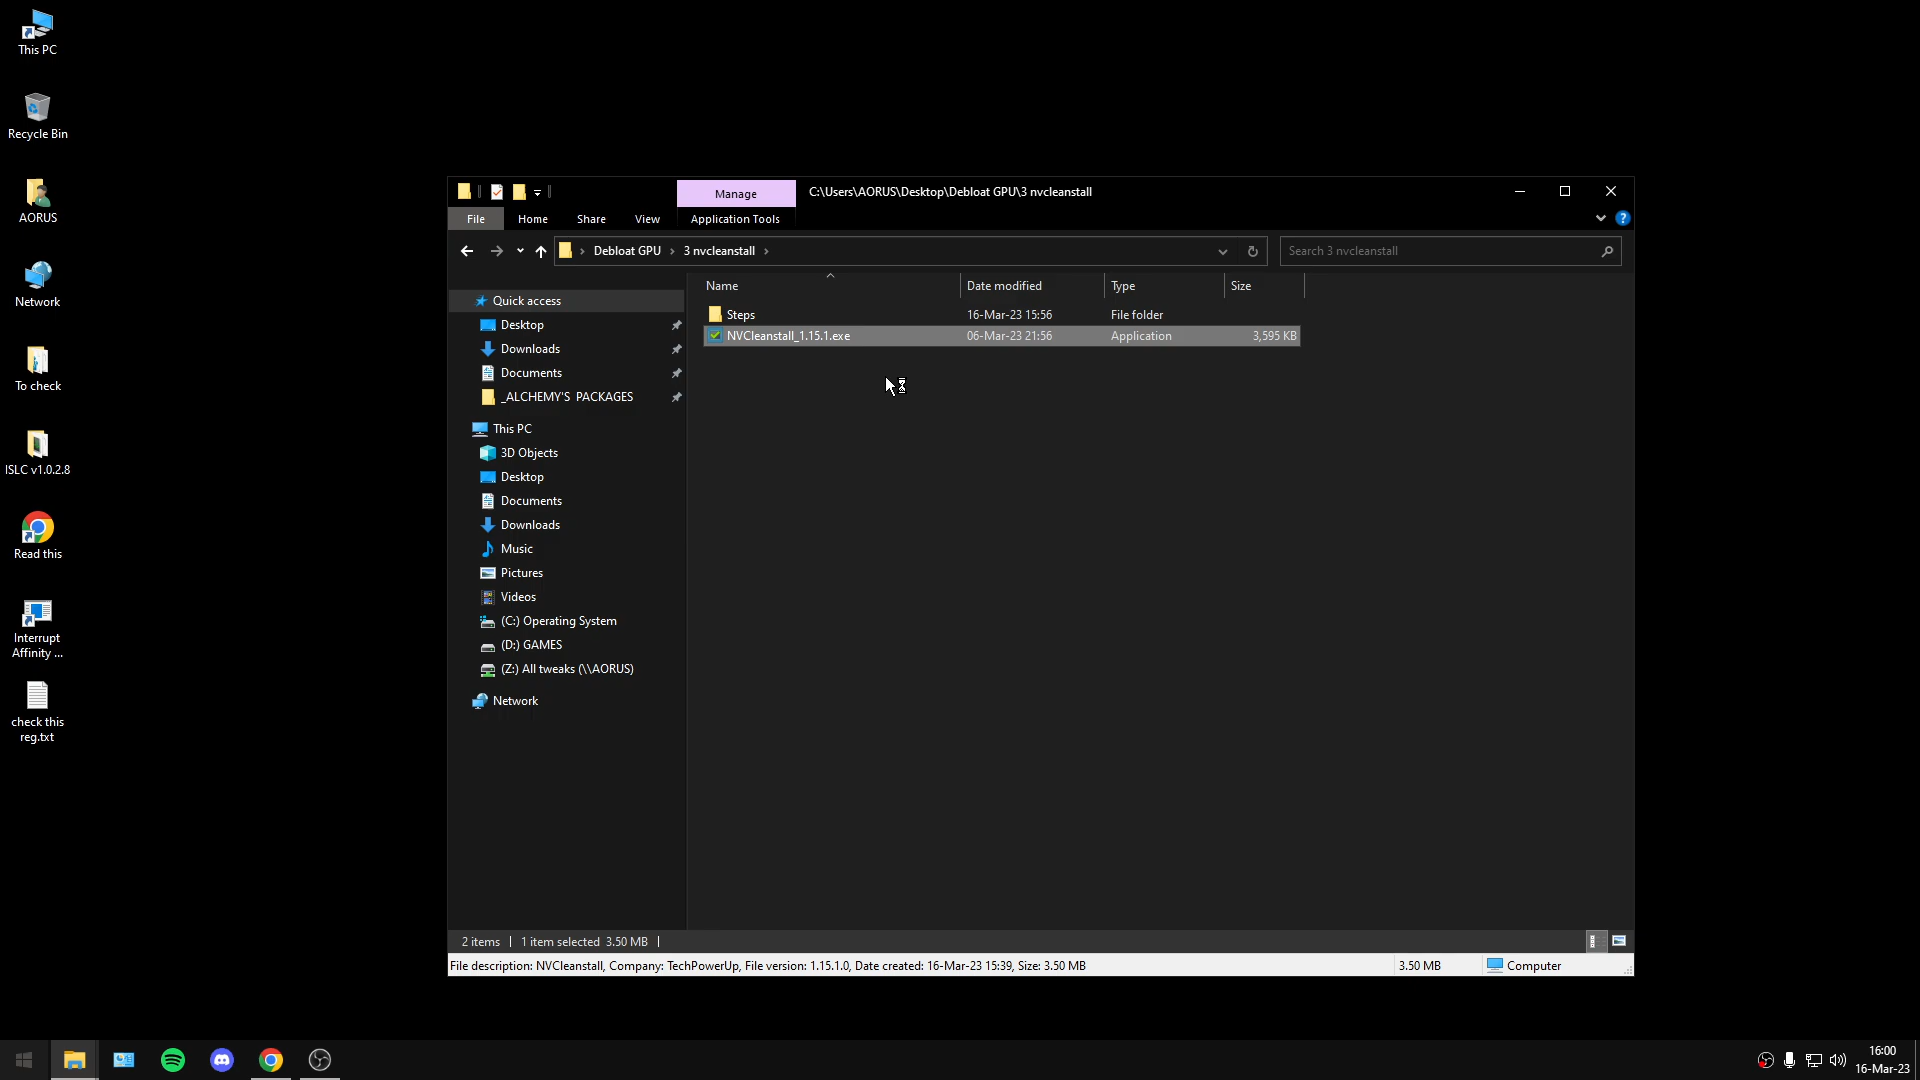 This PC
Recycle Bin
AORUS
Network
To check
ISLC v1.0.2.8
Read this
Interrupt
Affinity ...
check this
reg.txt
Manage
C:\Users\AORUS\Desktop\Debloat GPU\3 nvcleanstall
File
Home
Share
View
Application Tools
Debloat GPU
3 nvcleanstall
Search 3 nvcleanstall
Quick access
Desktop
Downloads
Documents
_ALCHEMY'S PACKAGES
This PC
3D Objects
Desktop
Documents
Downloads
Music
Pictures
Videos
(C:) Operating System
(D:) GAMES
(Z:) All tweaks (\\AORUS)
Network
Name
Date modified
Type
Size
Steps
16-Mar-23 15:56
File folder
NVCleanstall_1.15.1.exe
06-Mar-23 21:56
Application
3,595 KB
2 items
1 item selected 3.50 MB
File description: NVCleanstall, Company: TechPowerUp, File version: 1.15.1.0, Date created: 16-Mar-23 15:39, Size: 3.50 MB
3.50 MB
Computer
16:00
16-Mar-23